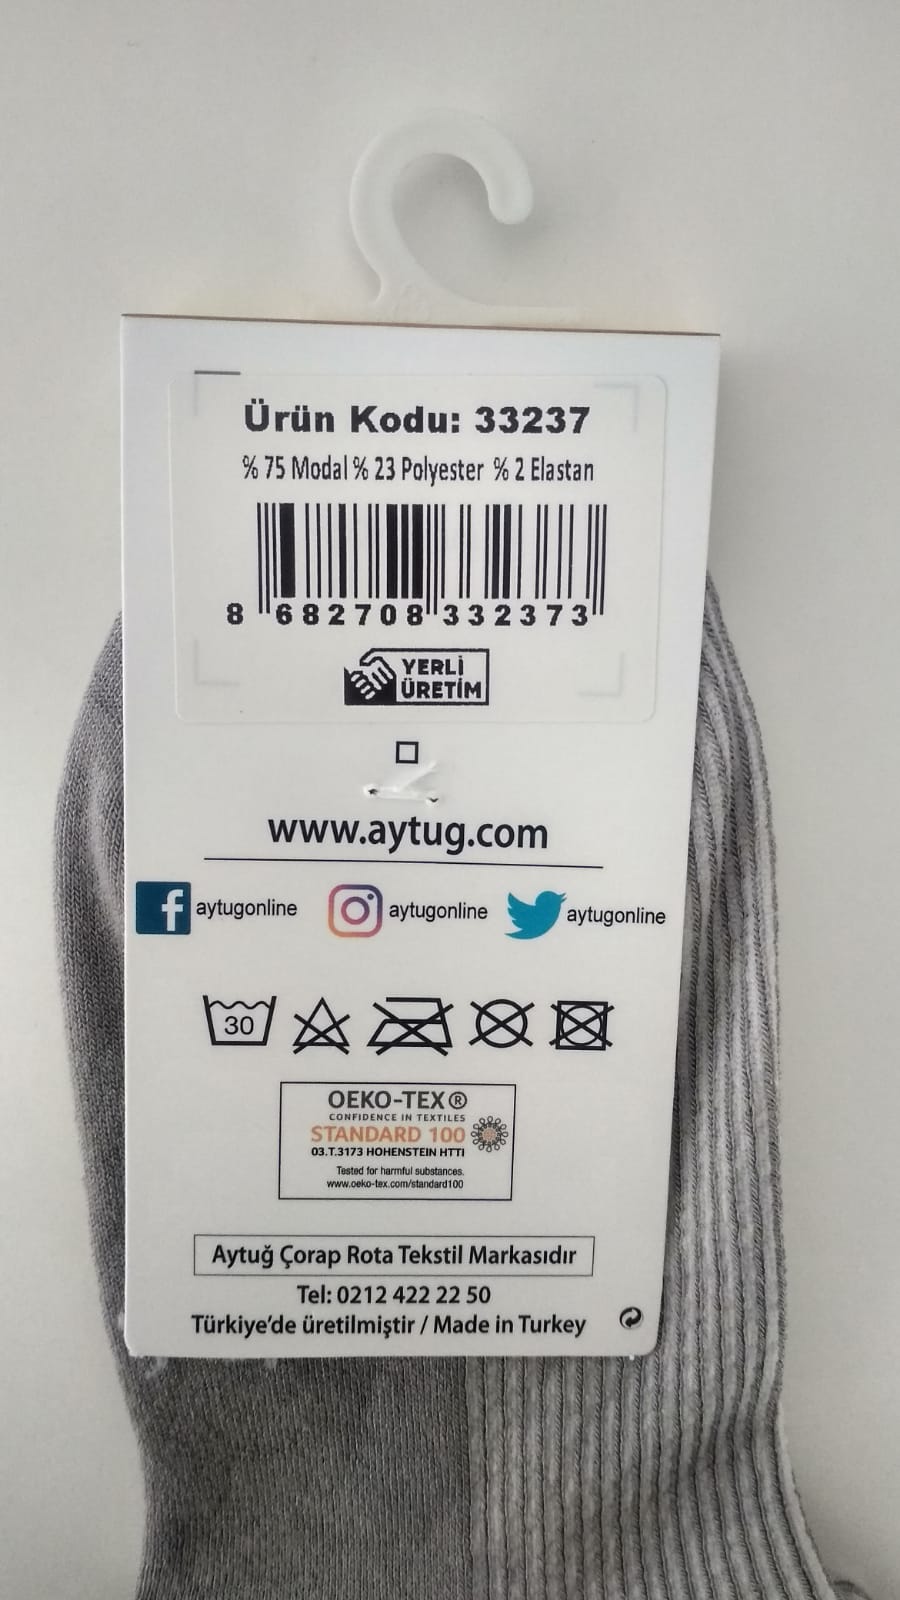 Ürün Kodu: 33237
% 75 Modal % 23 Polyester % 2 Elastan
8 682708 332373
YERLİ
ÜRETİM
www.aytug.com
aytugonline aytugonline aytugonline
30
OEKO-TEX®
CONFIDENCE IN TEXTILES
STANDARD 100
03.T.3173 HOHENSTEIN HTTI
Tested for harmful substances.
www.oeko-tex.com/standard100
Aytuğ Çorap Rota Tekstil Markasıdır
Tel: 0212 422 22 50
Türkiye'de üretilmiştir / Made in Turkey